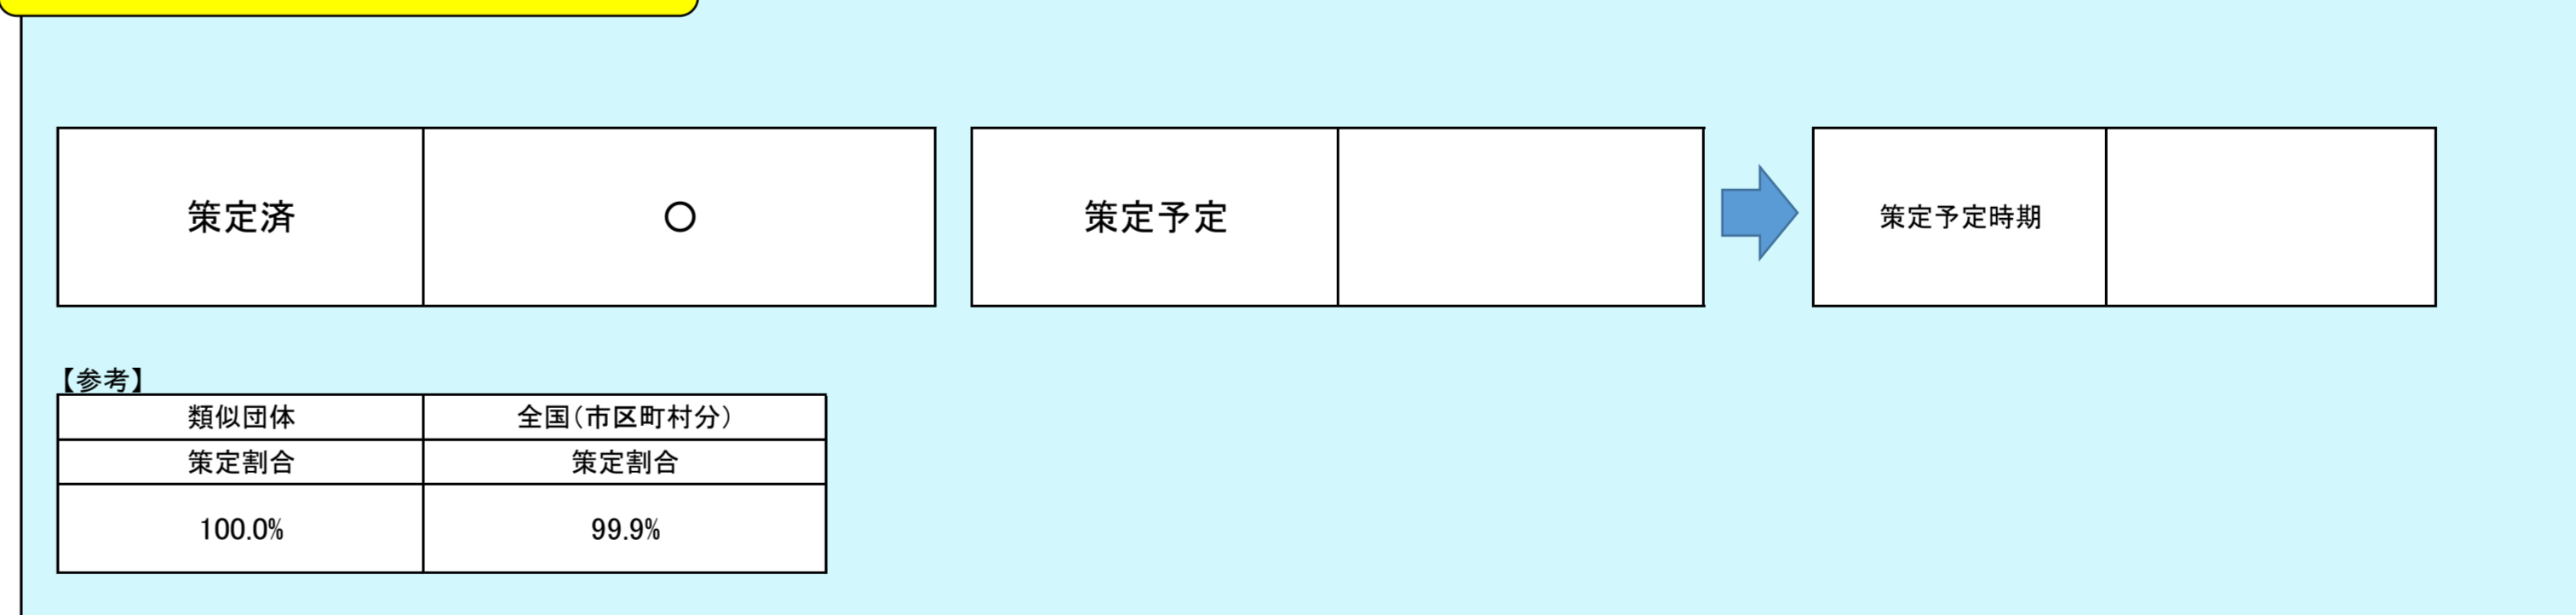 策定済 ○ 策定予定 策定予定時期
【参考】
類似団体 全国(市区町村分)
策定割合 策定割合
100.0% 99.9%